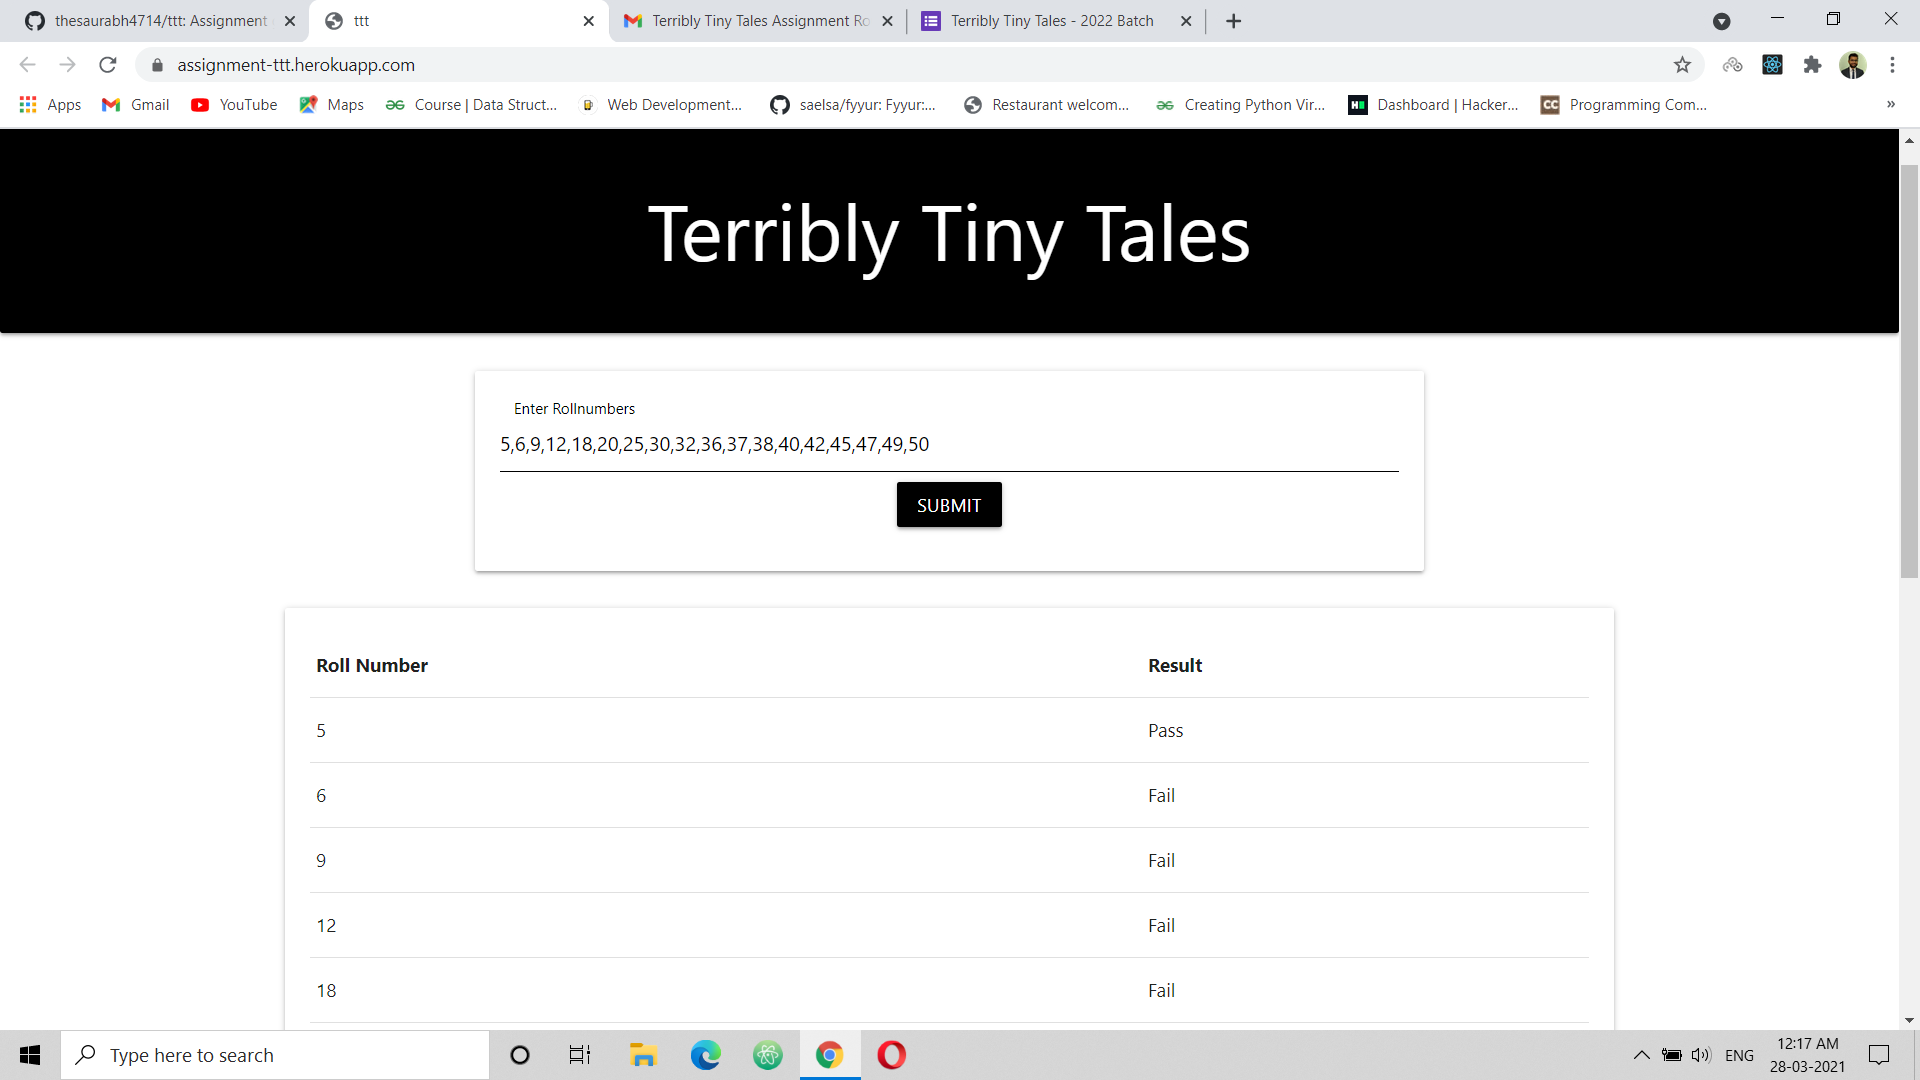 thesaurabh4714/ttt: Assignment
ttt
Terribly Tiny Tales Assignment Ro
Terribly Tiny Tales - 2022 Batch
assignment-ttt.herokuapp.com
Apps
Gmail
YouTube
Maps
Course | Data Struct...
Web Development...
saelsa/fyyur: Fyyur:...
Restaurant welcom...
Creating Python Vir...
Dashboard | Hacker...
CC
Programming Com...
»
Terribly Tiny Tales
Enter Rollnumbers
5,6,9,12,18,20,25,30,32,36,37,38,40,42,45,47,49,50
SUBMIT
Roll Number Result
5 Pass
6 Fail
9 Fail
12 Fail
18 Fail
Type here to search
ENG
12:17 AM
28-03-2021